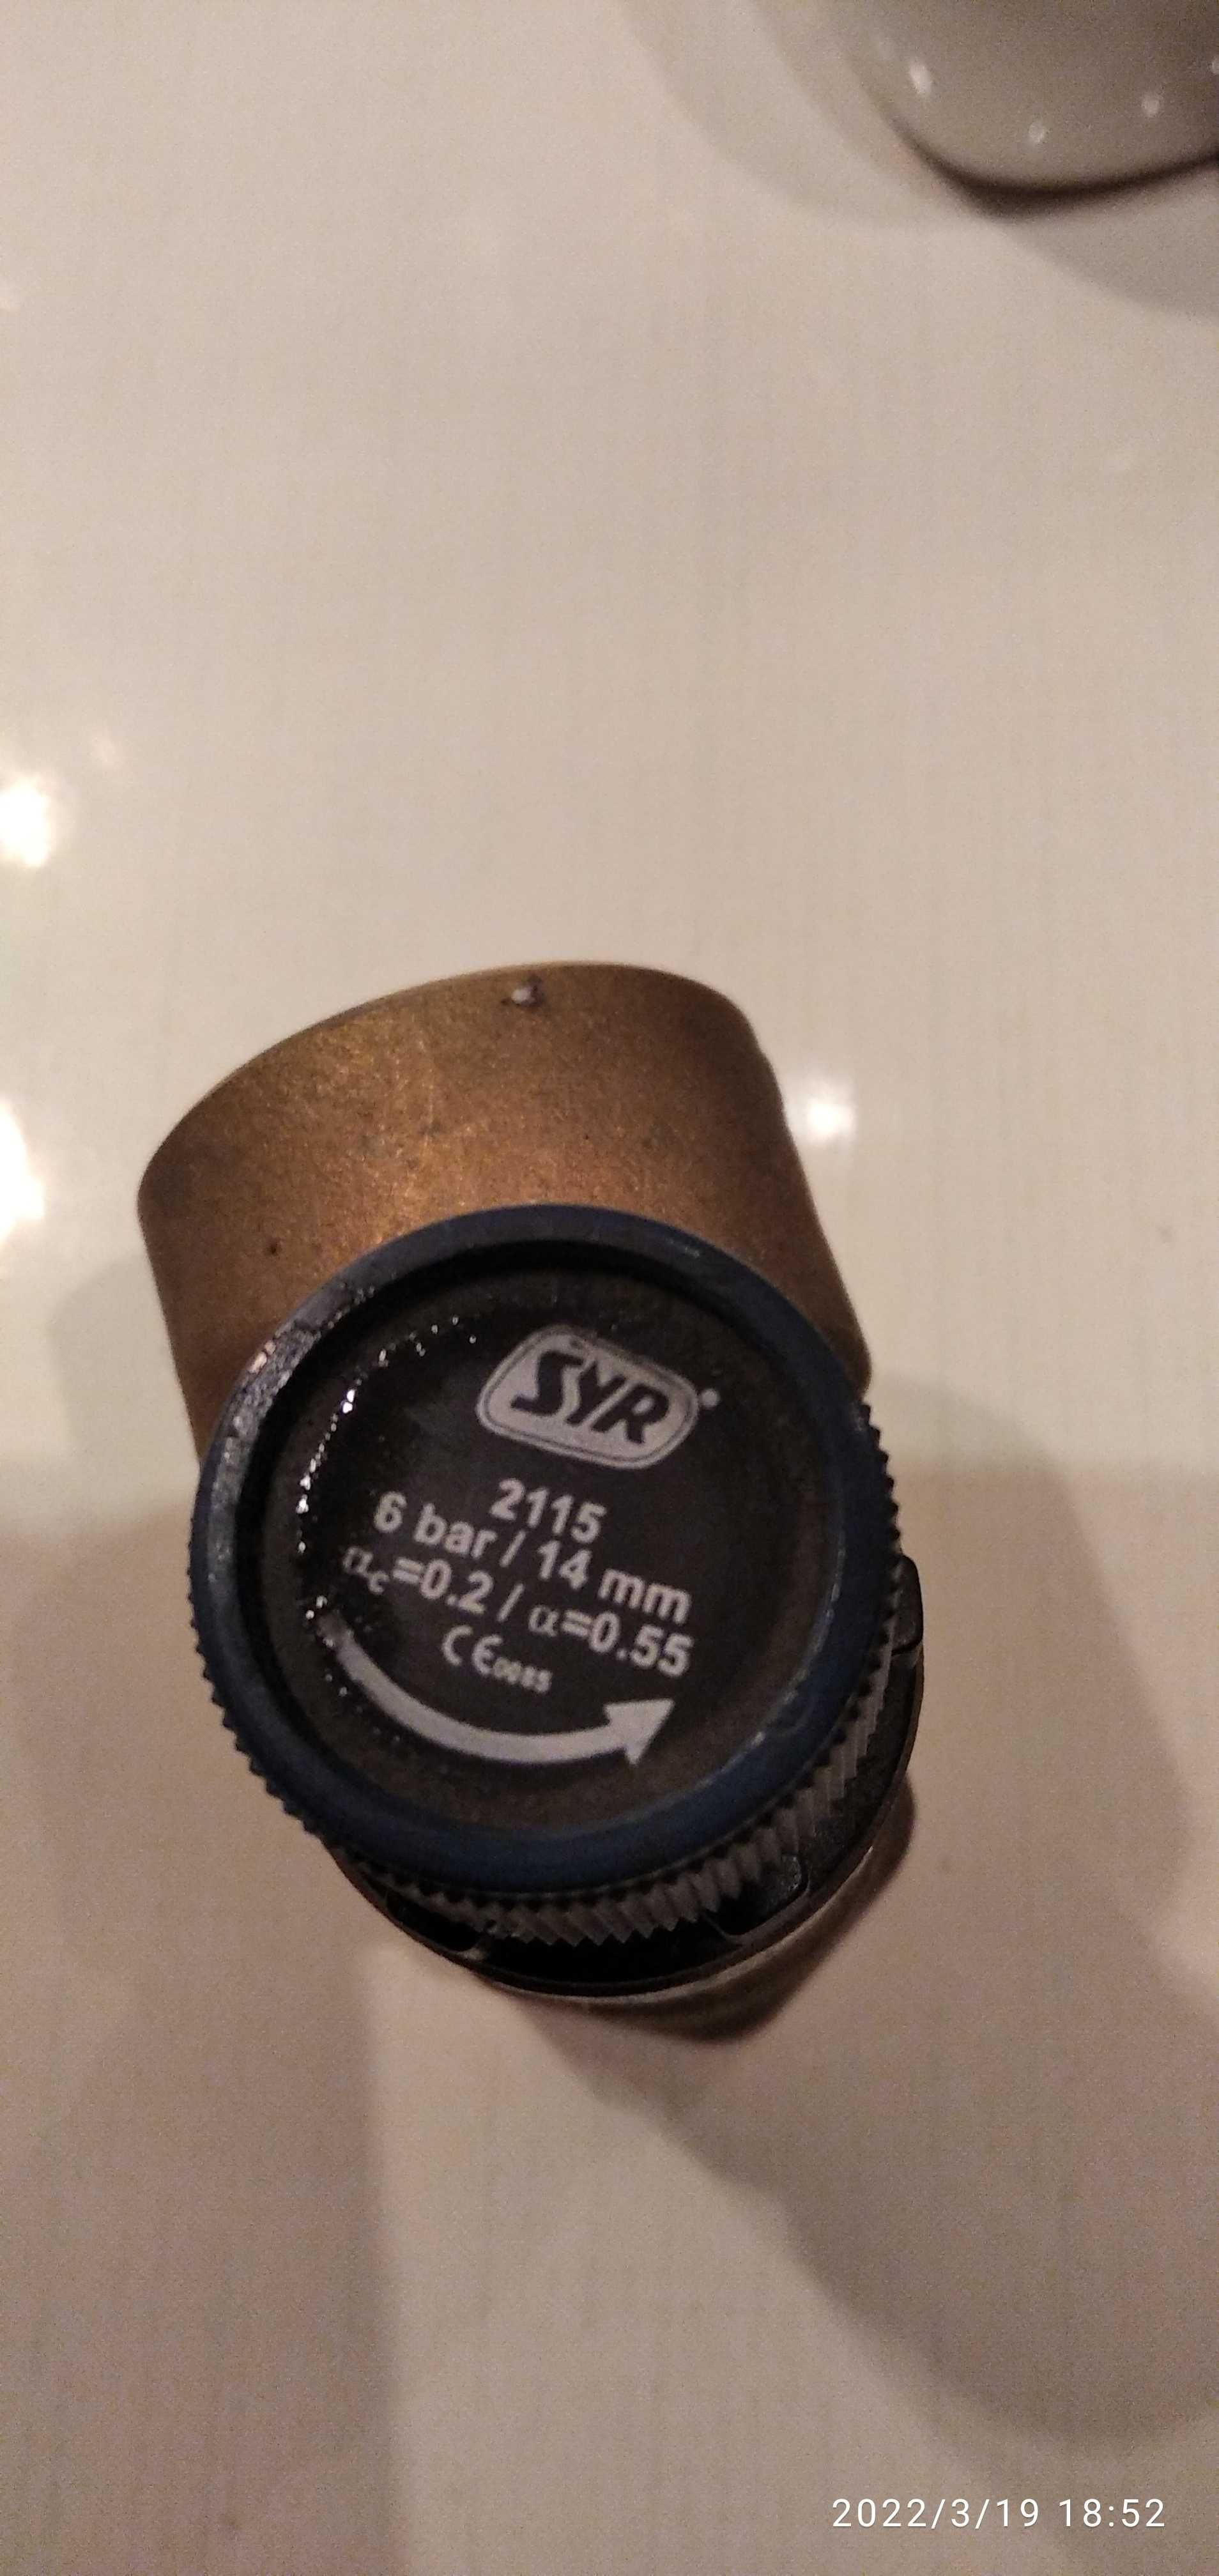 SYR
2115
6 bar / 14 mm
αc=0.2 / α=0.55
CE0085
2022/3/19 18:52